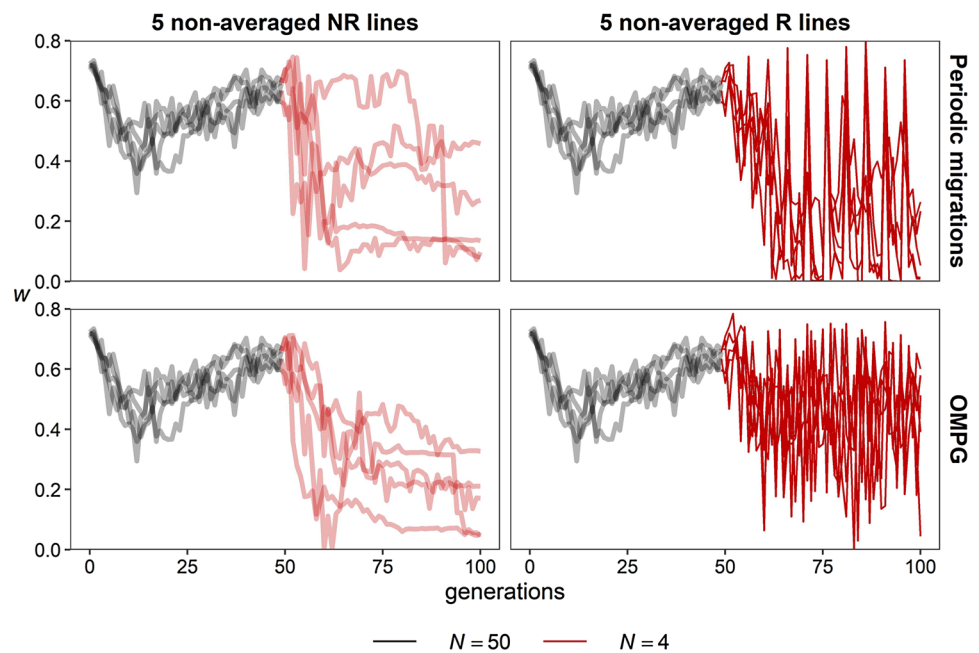 5 non-averaged NR lines
5 non-averaged R lines
0.8
0.6
0.4
0.2
0.0
Periodic migrations
w
0.8
0.6
0.4
0.2
0.0
OMPG
0 25 50 75 100
0 25 50 75 100
generations
N = 50
N = 4